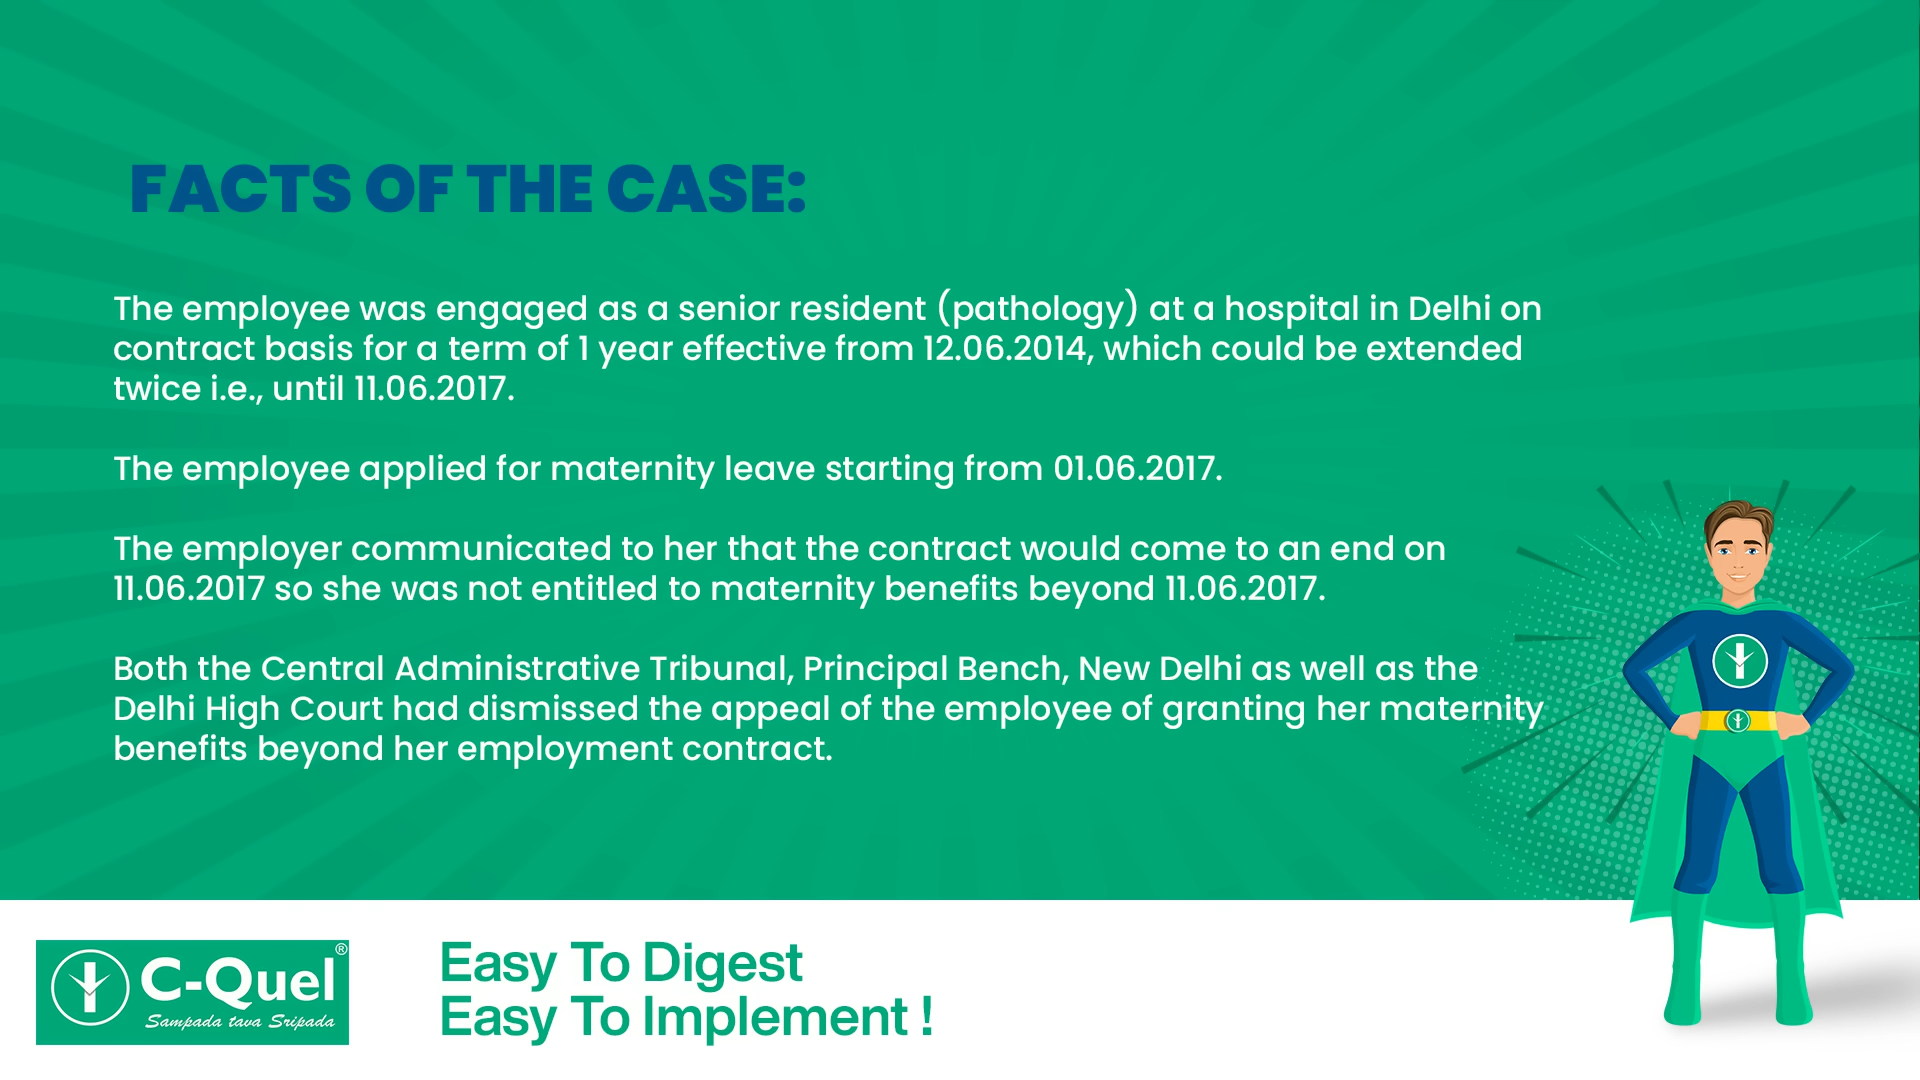 FACTS OF THE CASE:
The employee was engaged as a senior resident (pathology) at a hospital in Delhi on
contract basis for a term of 1 year effective from 12.06.2014, which could be extended
twice i.e., until 11.06.2017.
The employee applied for maternity leave starting from 01.06.2017.
The employer communicated to her that the contract would come to an end on
11.06.2017 so she was not entitled to maternity benefits beyond 11.06.2017.
Both the Central Administrative Tribunal, Principal Bench, New Delhi as well as the
Delhi High Court had dismissed the appeal of the employee of granting her maternity
benefits beyond her employment contract.
C-Quel®
Sampada tava Sripada
Easy To Digest
Easy To Implement !